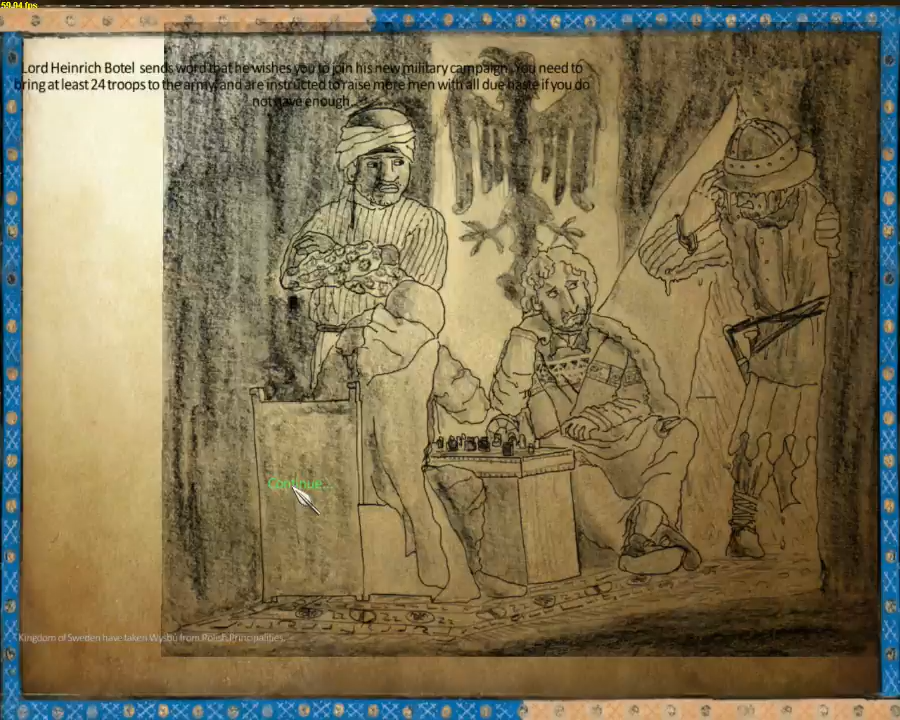 59.04 fps
Lord Heinrich Botel sends word that he wishes you to join his new military campaign. You need to
bring at least 24 troops to the army, and are instructed to raise more men with all due haste if you do
not have enough.
Continue...
Kingdom of Sweden have taken Wysbu from Polish Principalities.